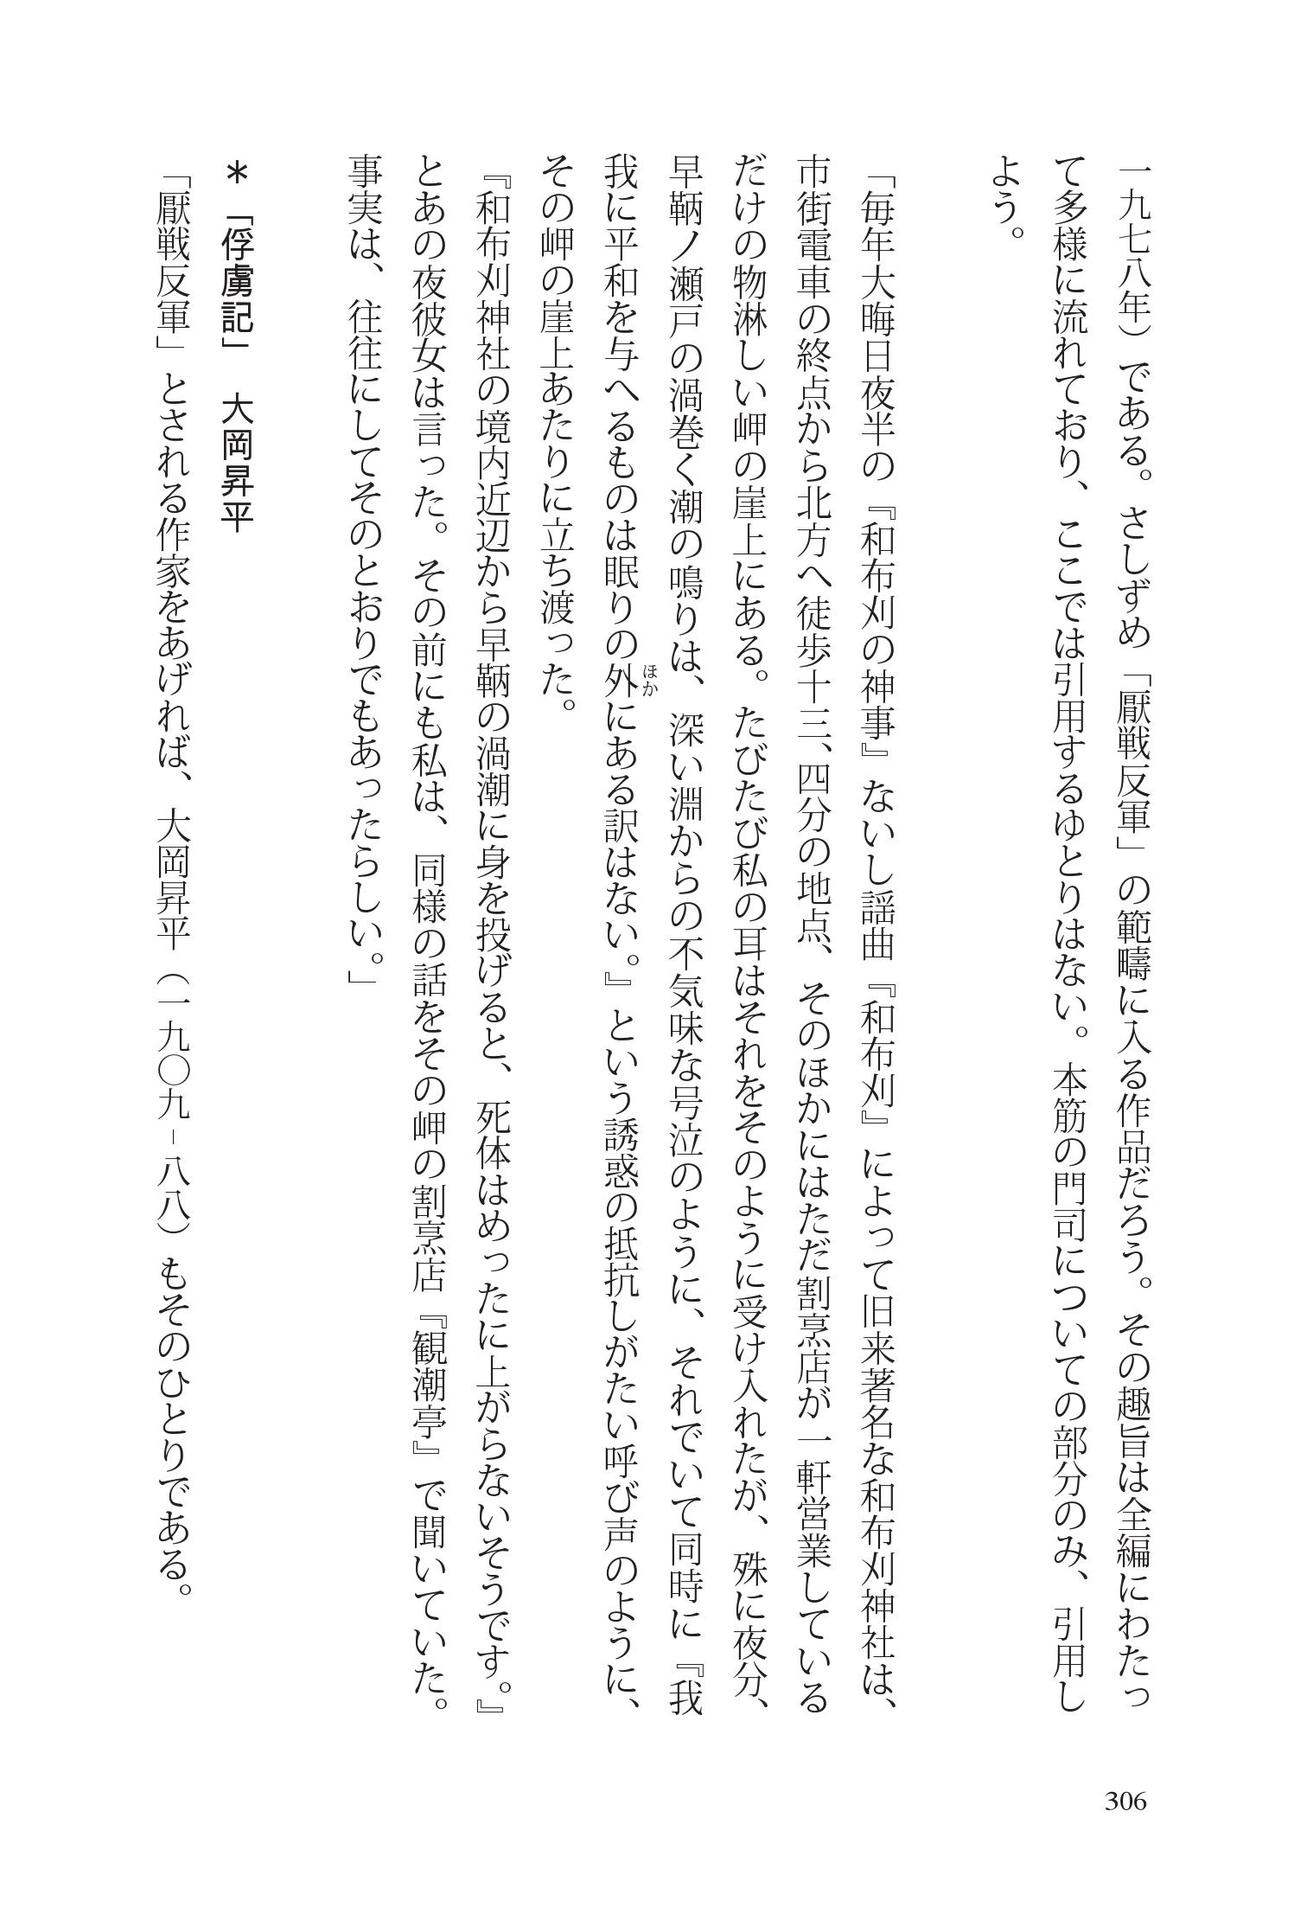 一九七八年）である。さしずめ「厭戦反軍」の範疇に入る作品だろう。その趣旨は全編にわたっ
て多様に流れており、ここでは引用するゆとりはない。本筋の門司についての部分のみ、引用し
よう。
「毎年大晦日夜半の『和布刈の神事』ないし謡曲『和布刈』によって旧来著名な和布刈神社は、
市街電車の終点から北方へ徒歩十三、四分の地点、そのほかにはただ割烹店が一軒営業している
だけの物淋しい岬の崖上にある。たびたび私の耳はそれをそのように受け入れたが、殊に夜分、
早鞆ノ瀬戸の渦巻く潮の鳴りは、深い淵からの不気味な号泣のように、それでいて同時に『我
我に平和を与へるものは眠りの外にある訳はない。』という誘惑の抵抗しがたい呼び声のように、
ほか
その岬の崖上あたりに立ち渡った。
『和布刈神社の境内近辺から早鞆の渦潮に身を投げると、死体はめったに上がらないそうです。』
とあの夜彼女は言った。その前にも私は、同様の話をその岬の割烹店『観潮亭』で聞いていた。
事実は、往往にしてそのとおりでもあったらしい。」
＊「俘虜記」　大岡昇平
「厭戦反軍」とされる作家をあげれば、大岡昇平（一九〇九－八八）もそのひとりである。
306